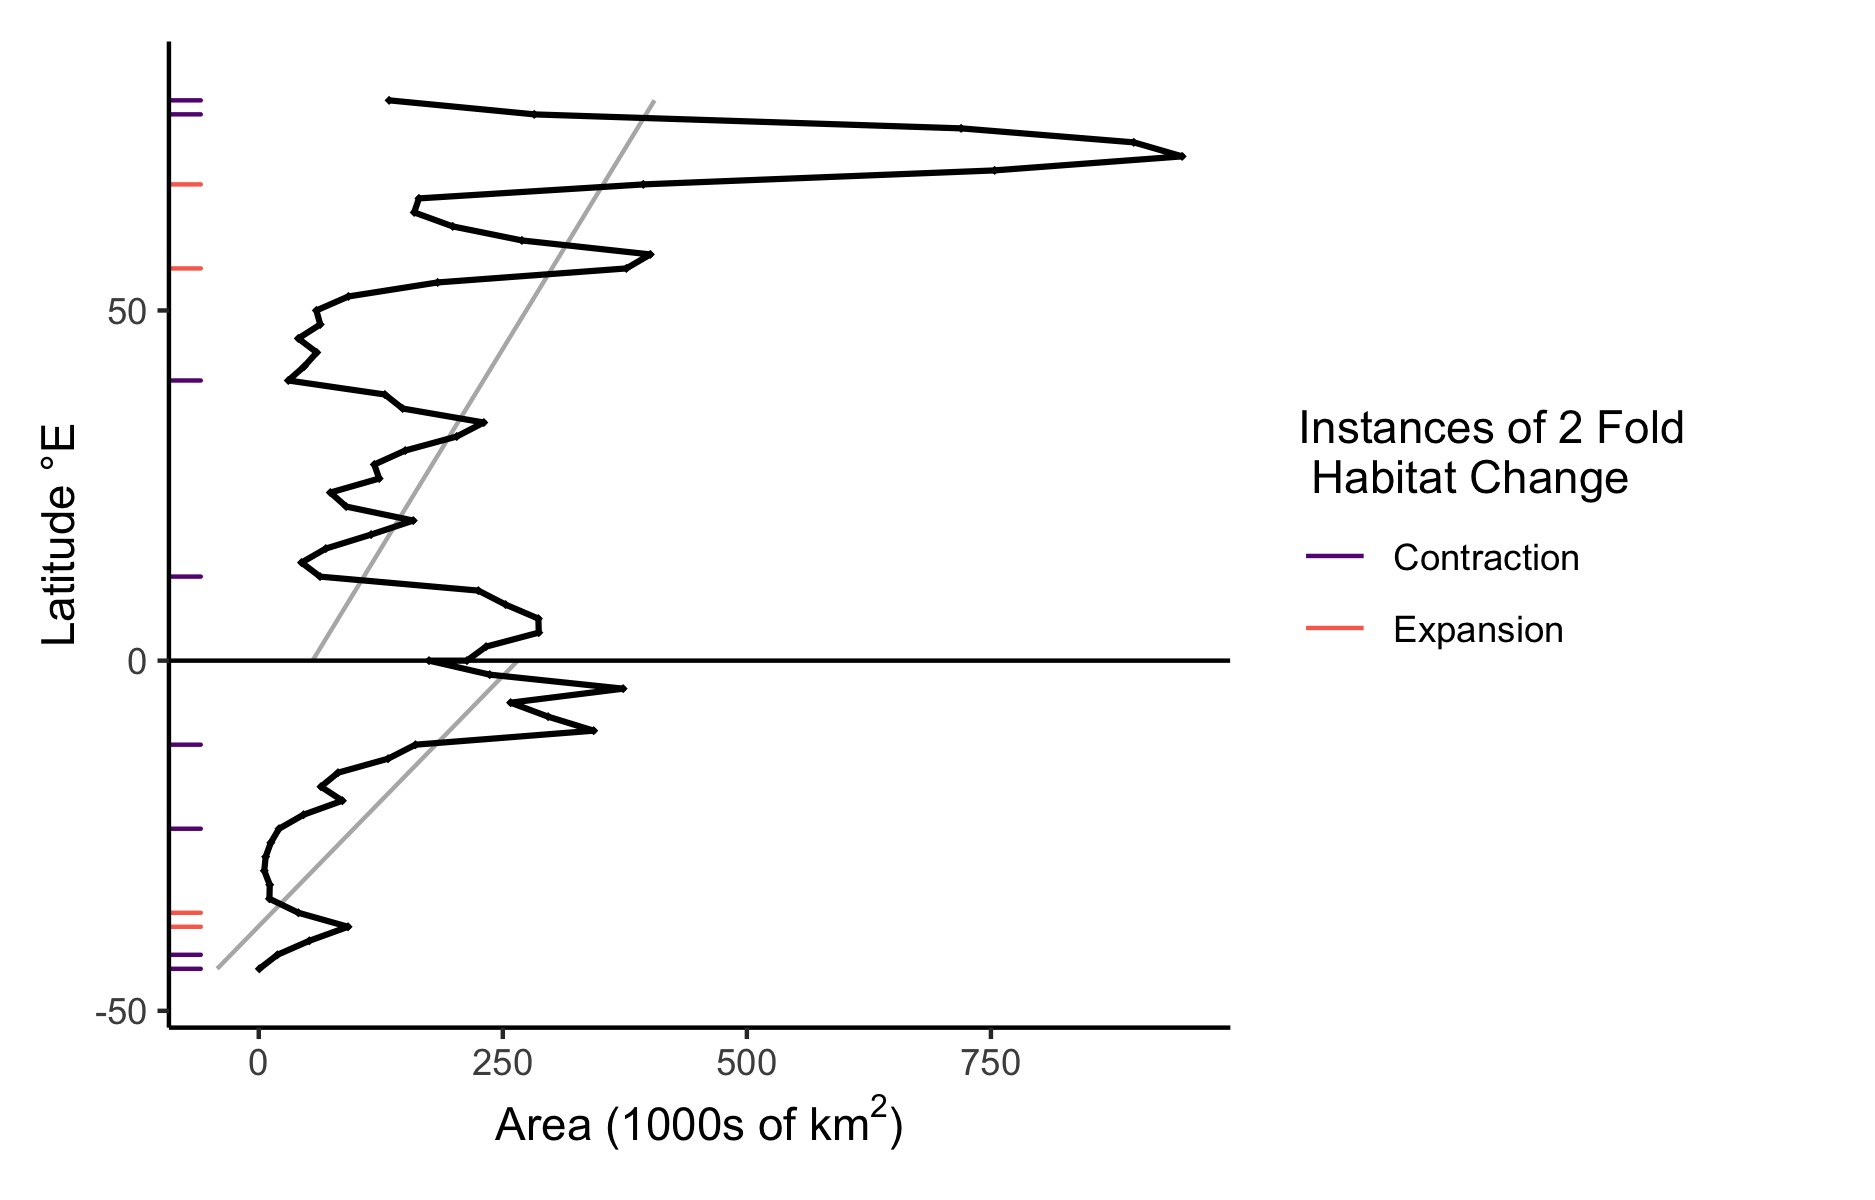 50
0
-50
Latitude °E
0 250 500 750
Area (1000s of km²)
Instances of 2 Fold
Habitat Change
Contraction
Expansion